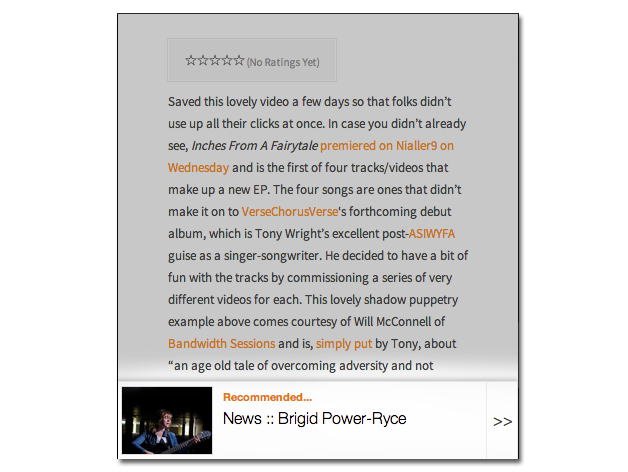 ☆☆☆☆☆ (No Ratings Yet)
Saved this lovely video a few days so that folks didn’t
use up all their clicks at once. In case you didn’t already
see, Inches From A Fairytale premiered on Nialler9 on
Wednesday and is the first of four tracks/videos that
make up a new EP. The four songs are ones that didn’t
make it on to VerseChorusVerse‘s forthcoming debut
album, which is Tony Wright’s excellent post-ASIWYFA
guise as a singer-songwriter. He decided to have a bit of
fun with the tracks by commissioning a series of very
different videos for each. This lovely shadow puppetry
example above comes courtesy of Will McConnell of
Bandwidth Sessions and is, simply put by Tony, about
“an age old tale of overcoming adversity and not
Recommended...
News :: Brigid Power-Ryce
>>